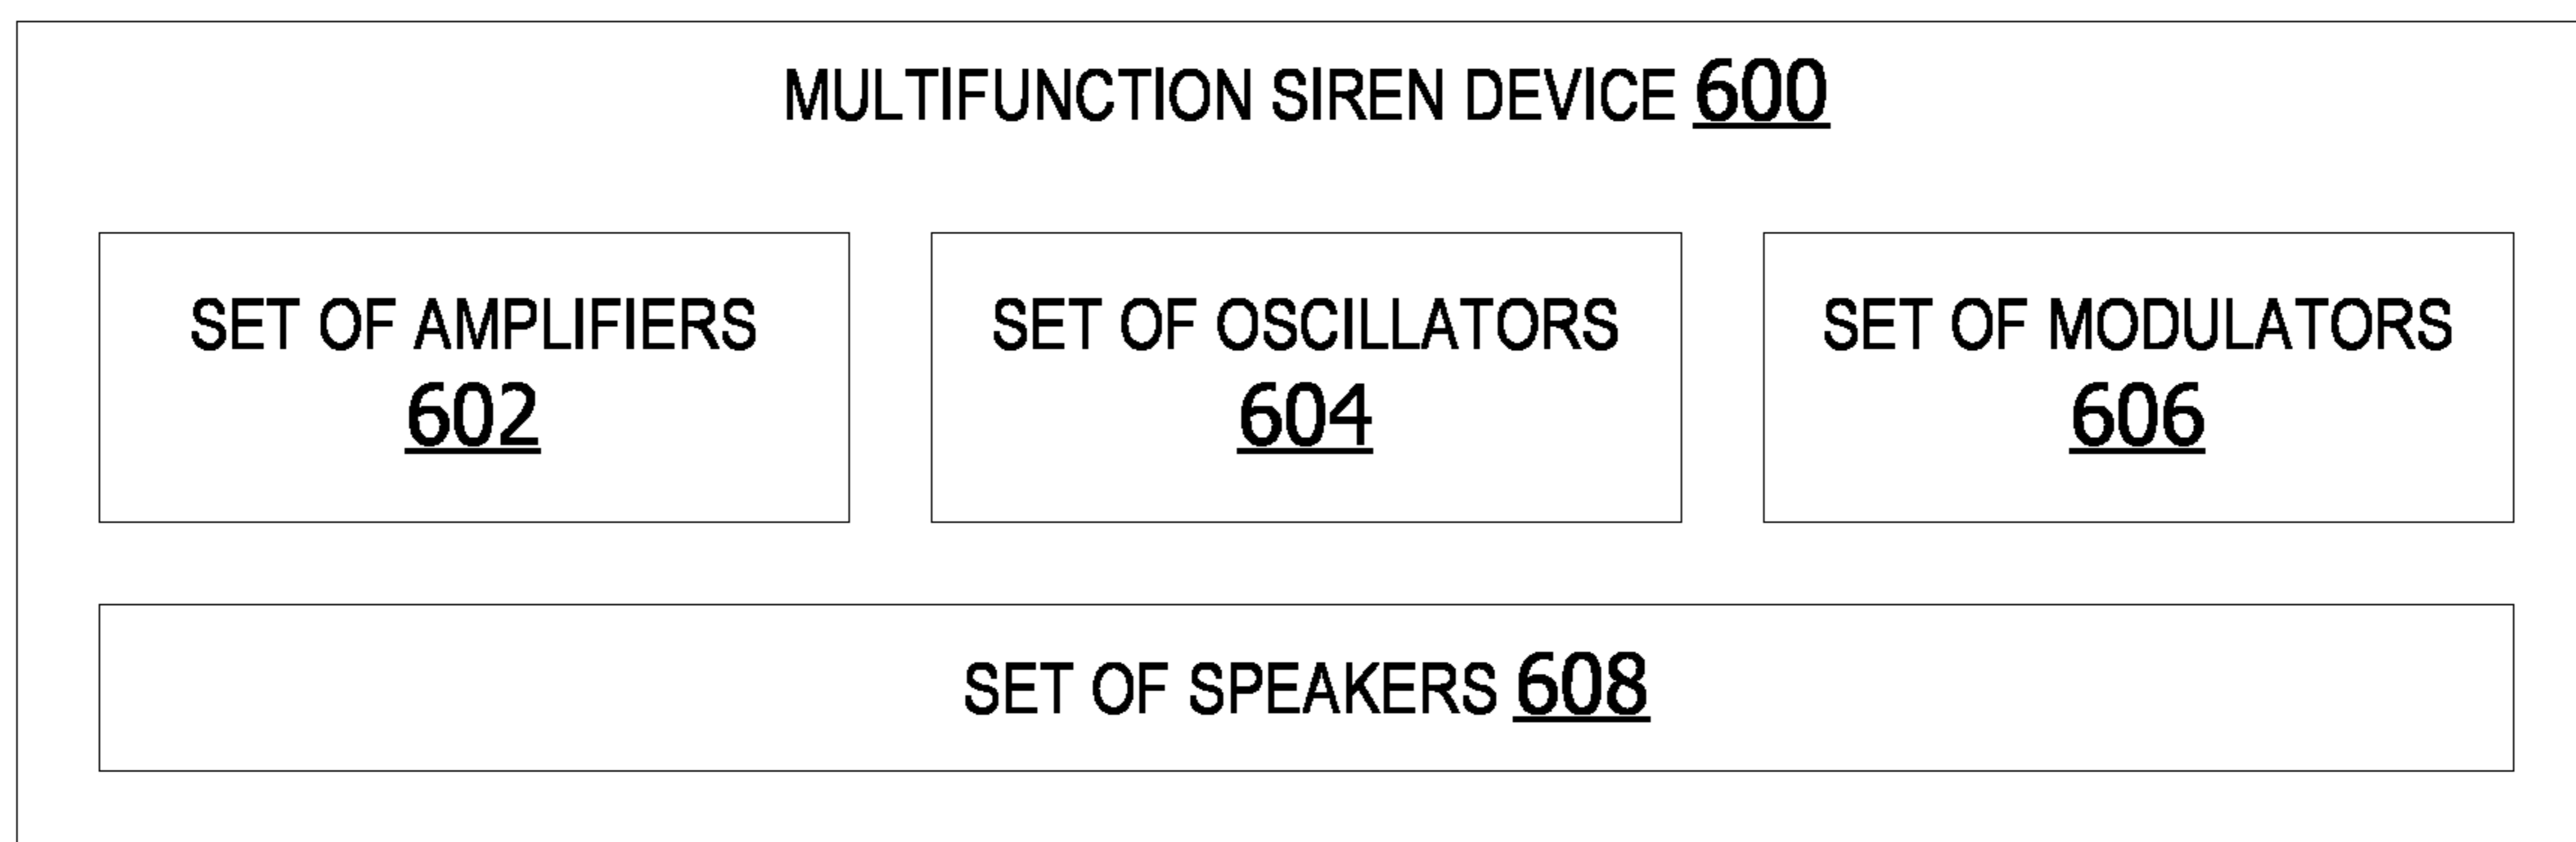 MULTIFUNCTION SIREN DEVICE 600
SET OF AMPLIFIERS
602
SET OF OSCILLATORS
604
SET OF MODULATORS
606
SET OF SPEAKERS 608